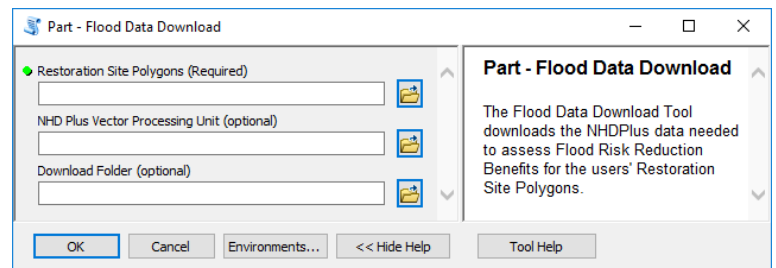 Part - Flood Data Download
Restoration Site Polygons (Required)
NHD Plus Vector Processing Unit (optional)
Download Folder (optional)
Part - Flood Data Download
The Flood Data Download Tool
downloads the NHDPlus data needed
to assess Flood Risk Reduction
Benefits for the users' Restoration
Site Polygons.
OK
Cancel
Environments...
<< Hide Help
Tool Help